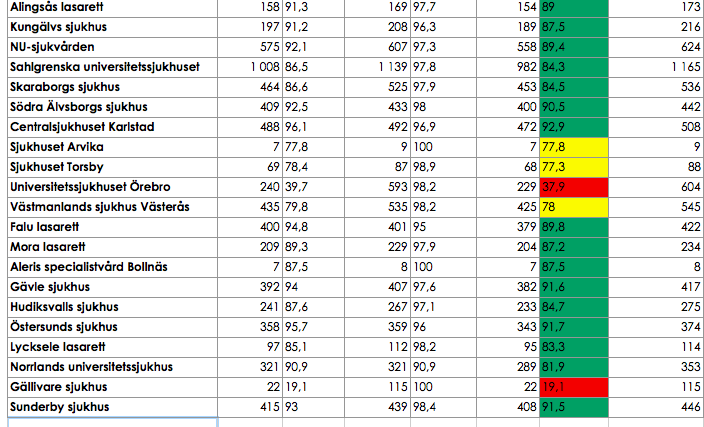 Alingsås lasarett 158 91,3 169 97,7 154 89 173
Kungälvs sjukhus 197 91,2 208 96,3 189 87,5 216
NU-sjukvården 575 92,1 607 97,3 558 89,4 624
Sahlgrenska universitetssjukhuset 1 008 86,5 1 139 97,8 982 84,3 1 165
Skaraborgs sjukhus 464 86,6 525 97,9 453 84,5 536
Södra Älvsborgs sjukhus 409 92,5 433 98 400 90,5 442
Centralsjukhuset Karlstad 488 96,1 492 96,9 472 92,9 508
Sjukhuset Arvika 7 77,8 9 100 7 77,8 9
Sjukhuset Torsby 69 78,4 87 98,9 68 77,3 88
Universitetssjukhuset Örebro 240 39,7 593 98,2 229 37,9 604
Västmanlands sjukhus Västerås 435 79,8 535 98,2 425 78 545
Falu lasarett 400 94,8 401 95 379 89,8 422
Mora lasarett 209 89,3 229 97,9 204 87,2 234
Aleris specialistvård Bollnäs 7 87,5 8 100 7 87,5 8
Gävle sjukhus 392 94 407 97,6 382 91,6 417
Hudiksvalls sjukhus 241 87,6 267 97,1 233 84,7 275
Östersunds sjukhus 358 95,7 359 96 343 91,7 374
Lycksele lasarett 97 85,1 112 98,2 95 83,3 114
Norrlands universitetssjukhus 321 90,9 321 90,9 289 81,9 353
Gällivare sjukhus 22 19,1 115 100 22 19,1 115
Sunderby sjukhus 415 93 439 98,4 408 91,5 446